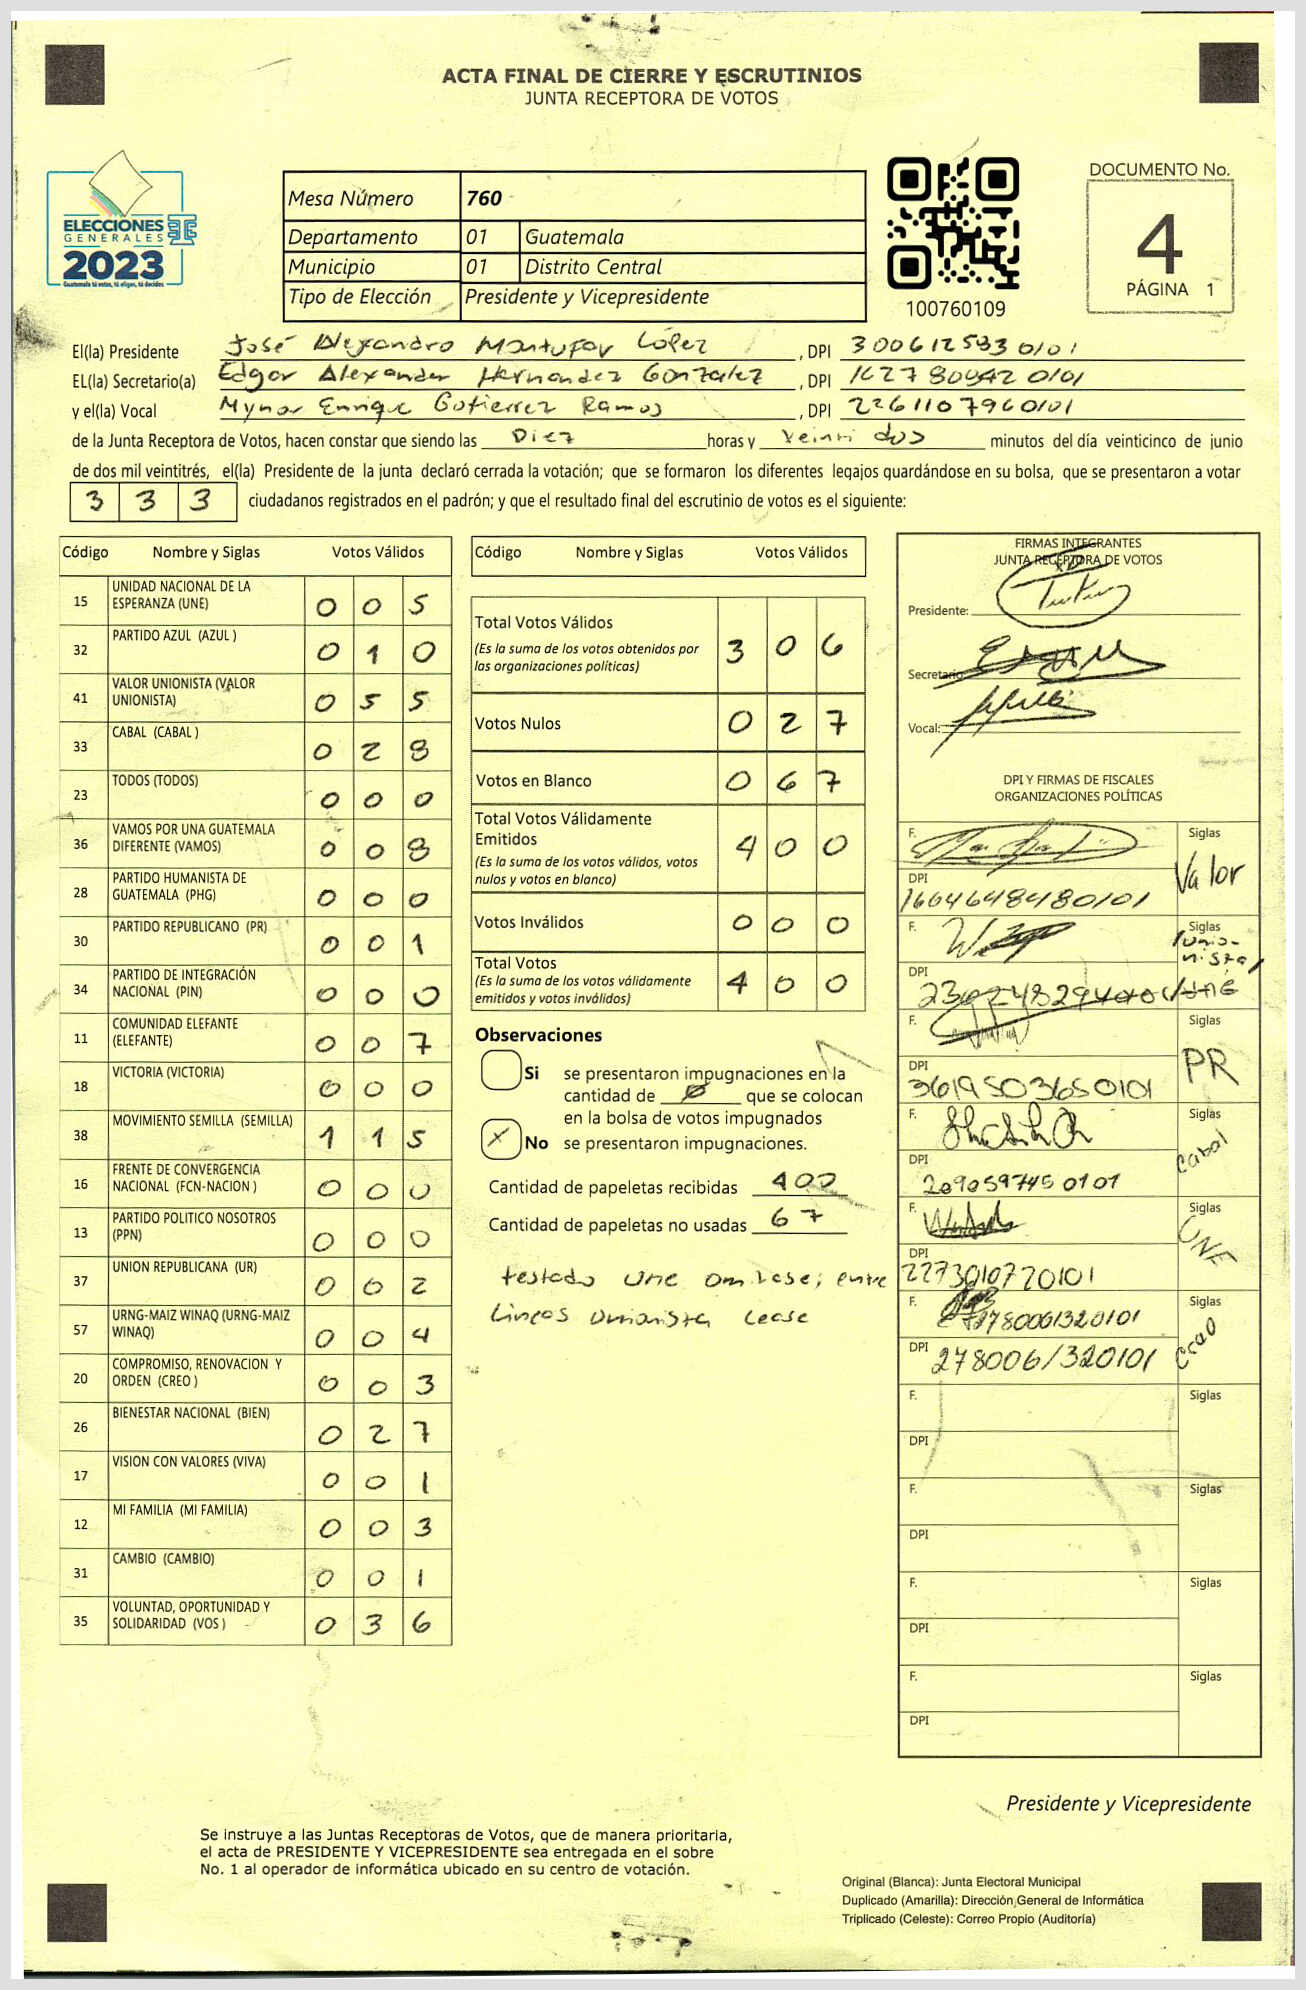 ACTA FINAL DE CIERRE Y ESCRUTINIOS
JUNTA RECEPTORA DE VOTOS
ELECCIONES
GENERALES
2023
Guatemala tú estas, tú eliges, tú decides
Mesa Número 760
Departamento 01 Guatemala
Municipio 01 Distrito Central
Tipo de Elección Presidente y Vicepresidente
100760109
DOCUMENTO No.
4
PÁGINA 1
El(la) Presidente José Alejandro Montufar López, DPI 300612533 0101
EL(la) Secretario(a) Edgar Alexander Hernandez Gonzalez, DPI 162780042 0101
y el(la) Vocal Mynor Enrique Gutierrez Ramos, DPI 2261107960101
de la Junta Receptora de Votos, hacen constar que siendo las Diez horas y veinti dos minutos del día veinticinco de junio
de dos mil veintitrés, el(la) Presidente de la junta declaró cerrada la votación; que se formaron los diferentes legajos guardándose en su bolsa, que se presentaron a votar
3 3 3 ciudadanos registrados en el padrón; y que el resultado final del escrutinio de votos es el siguiente:
Código Nombre y Siglas Votos Válidos
15 UNIDAD NACIONAL DE LA ESPERANZA (UNE) 0 0 5
32 PARTIDO AZUL (AZUL ) 0 1 0
41 VALOR UNIONISTA (VALOR UNIONISTA) 0 5 5
33 CABAL (CABAL ) 0 2 8
23 TODOS (TODOS) 0 0 0
36 VAMOS POR UNA GUATEMALA DIFERENTE (VAMOS) 0 0 8
28 PARTIDO HUMANISTA DE GUATEMALA (PHG) 0 0 0
30 PARTIDO REPUBLICANO (PR) 0 0 1
34 PARTIDO DE INTEGRACIÓN NACIONAL (PIN) 0 0 0
11 COMUNIDAD ELEFANTE (ELEFANTE) 0 0 7
18 VICTORIA (VICTORIA) 0 0 0
38 MOVIMIENTO SEMILLA (SEMILLA) 1 1 5
16 FRENTE DE CONVERGENCIA NACIONAL (FCN-NACION ) 0 0 0
13 PARTIDO POLITICO NOSOTROS (PPN) 0 0 0
37 UNION REPUBLICANA (UR) 0 0 2
57 URNG-MAIZ WINAQ (URNG-MAIZ WINAQ) 0 0 4
20 COMPROMISO, RENOVACION Y ORDEN (CREO ) 0 0 3
26 BIENESTAR NACIONAL (BIEN) 0 2 7
17 VISION CON VALORES (VIVA) 0 0 1
12 MI FAMILIA (MI FAMILIA) 0 0 3
31 CAMBIO (CAMBIO) 0 0 1
35 VOLUNTAD, OPORTUNIDAD Y SOLIDARIDAD (VOS ) 0 3 6
Código Nombre y Siglas Votos Válidos
Total Votos Válidos 3 0 6
(Es la suma de los votos obtenidos por
las organizaciones políticas)
Votos Nulos 0 2 7
Votos en Blanco 0 6 7
Total Votos Válidamente
Emitidos 4 0 0
(Es la suma de los votos válidos, votos
nulos y votos en blanco)
Votos Inválidos 0 0 0
Total Votos 4 0 0
(Es la suma de los votos válidamente
emitidos y votos inválidos)
Observaciones
Si se presentaron impugnaciones en la
cantidad de 0 que se colocan
en la bolsa de votos impugnados
X No se presentaron impugnaciones.
Cantidad de papeletas recibidas 400
Cantidad de papeletas no usadas 67
testado une omitase; entre
lineas unionista lease
FIRMAS INTEGRANTES
JUNTA RECEPTORA DE VOTOS
Presidente:
Secretario:
Vocal:
DPI Y FIRMAS DE FISCALES
ORGANIZACIONES POLÍTICAS
F. Siglas Valor
DPI 1664648480101
F. Siglas Unionista
DPI
F. Siglas PR
DPI 3619503650101
F. Siglas Cabal
DPI 2090597450101
F. Siglas UNE
DPI 2273010720101
F. Siglas Creo
DPI 2780061320101
F. Siglas
DPI
F. Siglas
DPI
F. Siglas
DPI
F. Siglas
DPI
Presidente y Vicepresidente
Se instruye a las Juntas Receptoras de Votos, que de manera prioritaria,
el acta de PRESIDENTE Y VICEPRESIDENTE sea entregada en el sobre
No. 1 al operador de informática ubicado en su centro de votación.
Original (Blanca): Junta Electoral Municipal
Duplicado (Amarilla): Dirección General de Informática
Triplicado (Celeste): Correo Propio (Auditoría)